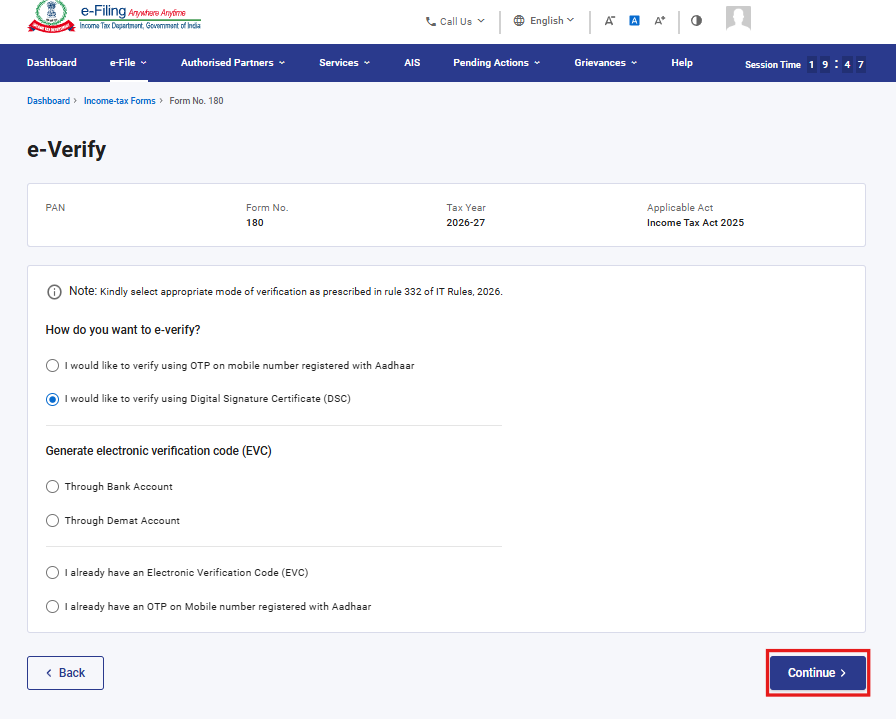 e-Filing Anywhere Anytime
Income Tax Department, Government of India
Call Us
English
A-
A
A+
Dashboard
e-File
Authorised Partners
Services
AIS
Pending Actions
Grievances
Help
Session Time 1 9 : 4 7
Dashboard > Income-tax Forms > Form No. 180
e-Verify
PAN
Form No.
180
Tax Year
2026-27
Applicable Act
Income Tax Act 2025
Note: Kindly select appropriate mode of verification as prescribed in rule 332 of IT Rules, 2026.
How do you want to e-verify?
I would like to verify using OTP on mobile number registered with Aadhaar
I would like to verify using Digital Signature Certificate (DSC)
Generate electronic verification code (EVC)
Through Bank Account
Through Demat Account
I already have an Electronic Verification Code (EVC)
I already have an OTP on Mobile number registered with Aadhaar
< Back
Continue >